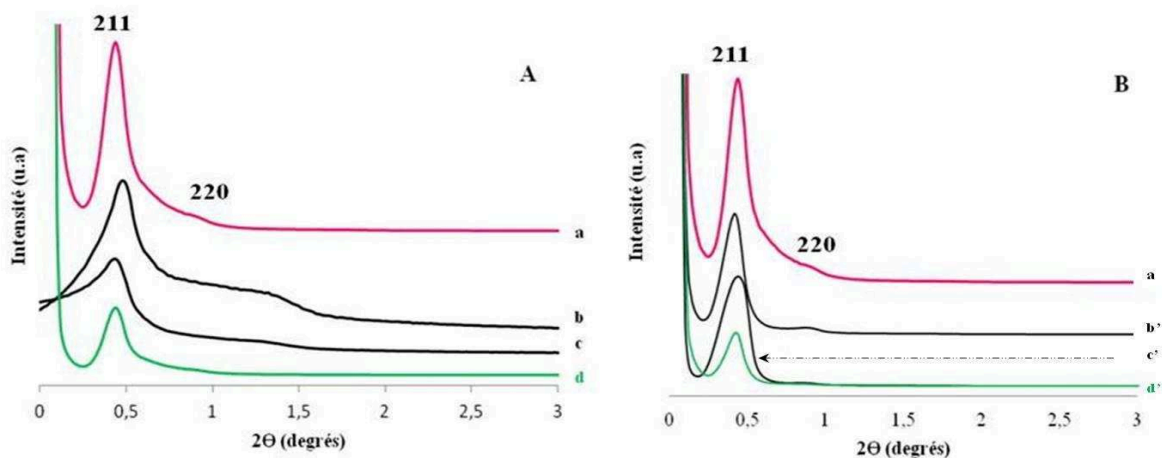 211
A
220
Intensité (u.a)
a
b
c
d
0
0,5
1
1,5
2
2,5
3
2Θ (degrés)
211
B
220
Intensité (u.a)
a
b'
c'
d'
0
0,5
1
1,5
2
2,5
3
2Θ (degrés)